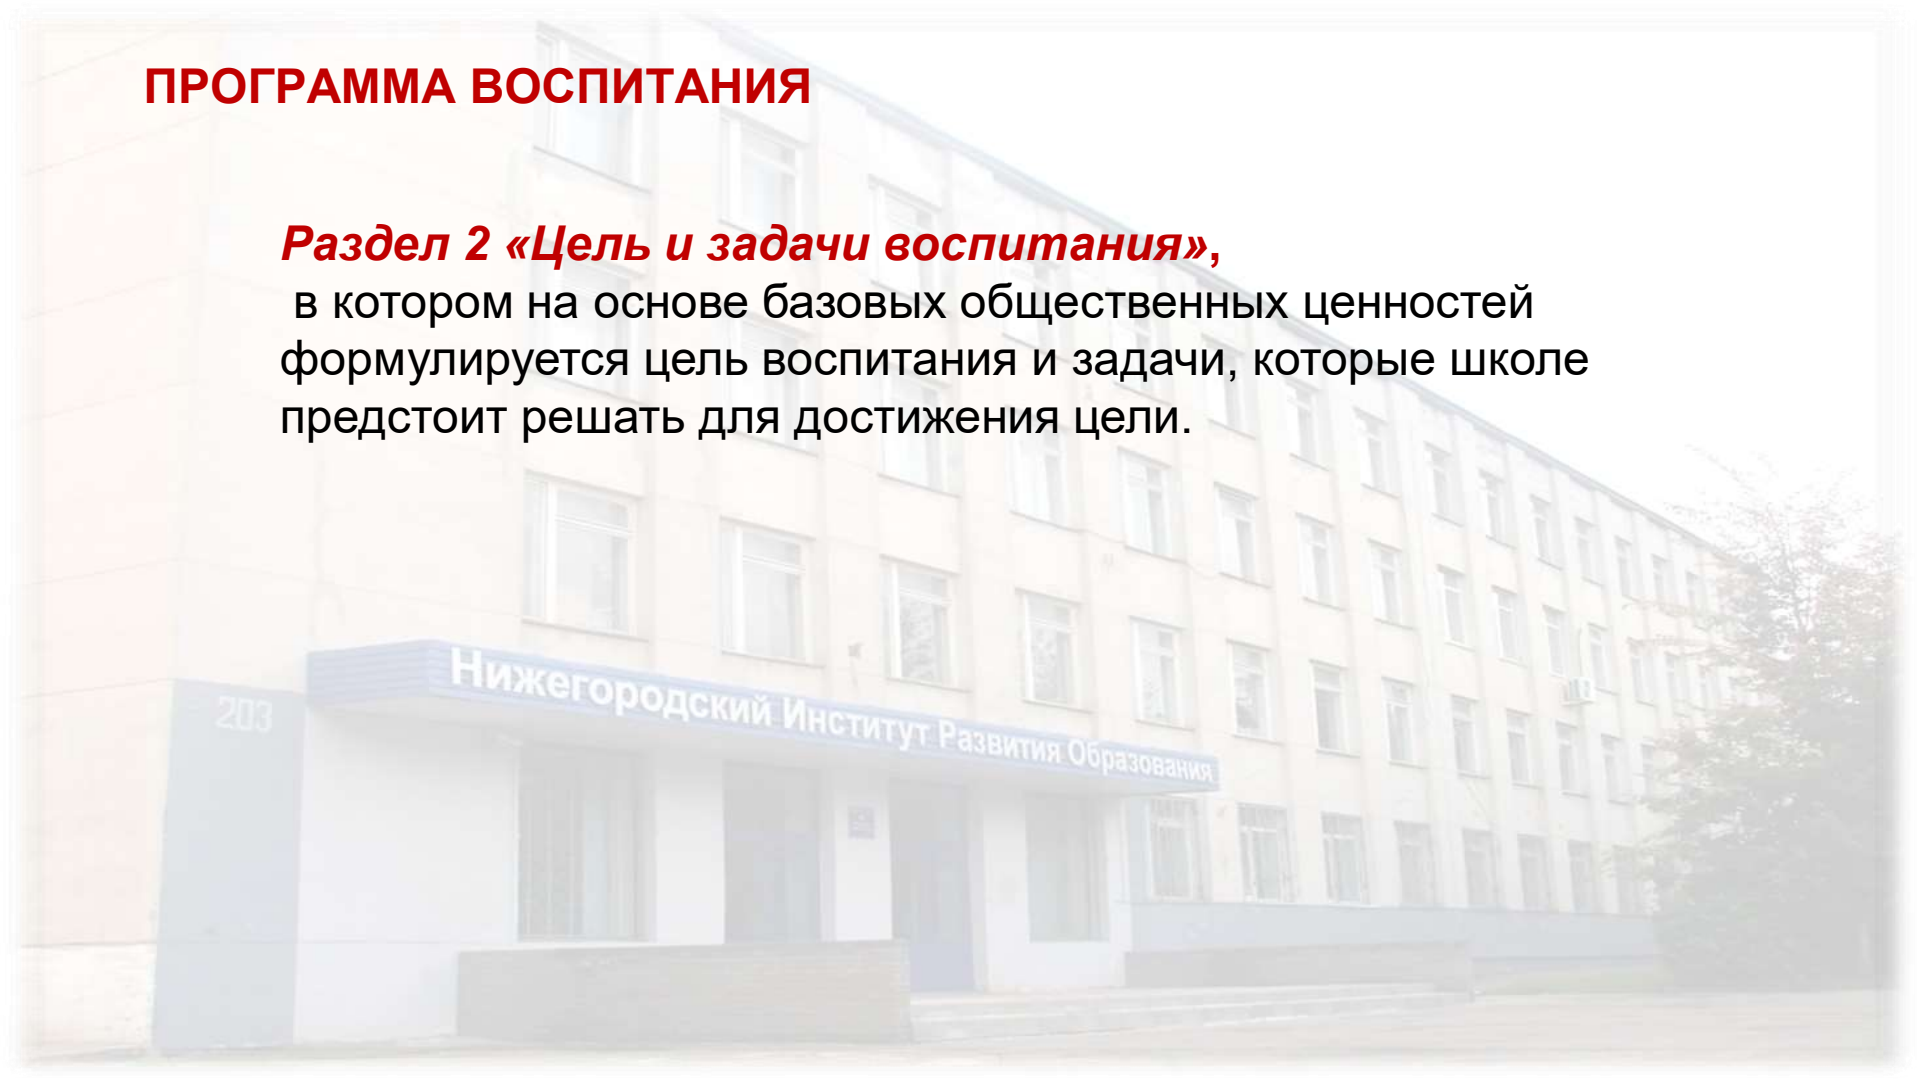 ПРОГРАММА ВОСПИТАНИЯ
Раздел 2 «Цель и задачи воспитания»,
в котором на основе базовых общественных ценностей
формулируется цель воспитания и задачи, которые школе
предстоит решать для достижения цели.
Нижегородский Институт Развития Образования
203